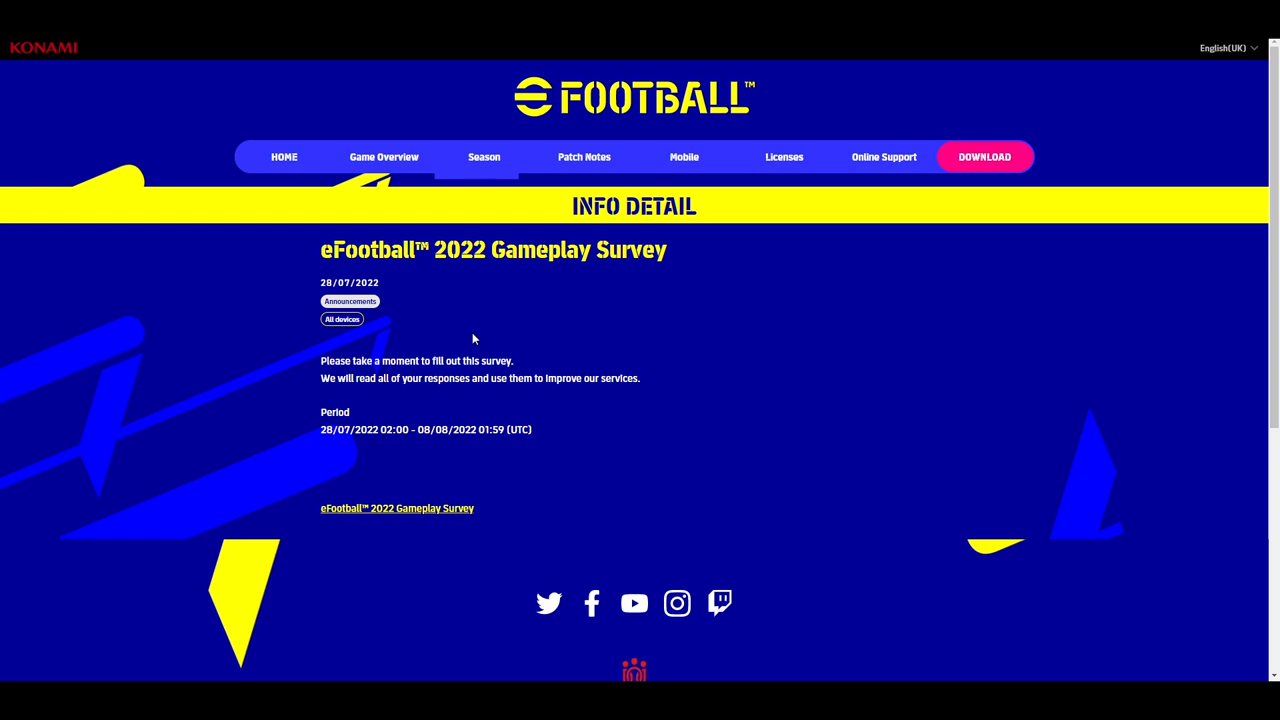 KONAMI
English(UK)
eFOOTBALL™
HOME Game Overview Season Patch Notes Mobile Licenses Online Support DOWNLOAD
INFO DETAIL
eFootball™ 2022 Gameplay Survey
28/07/2022
Announcements
All devices
Please take a moment to fill out this survey.
We will read all of your responses and use them to improve our services.
Period
28/07/2022 02:00 - 08/08/2022 01:59 (UTC)
eFootball™ 2022 Gameplay Survey